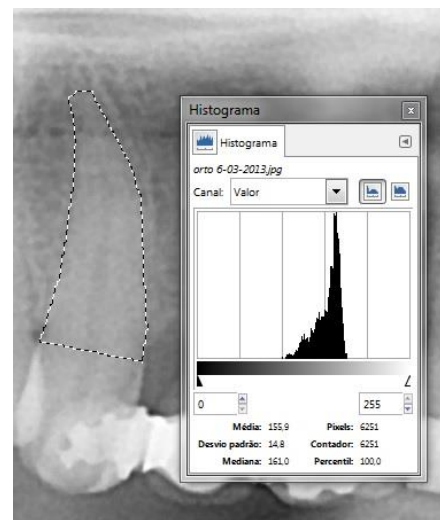 Histograma
Histograma
orto 6-03-2013.jpg
Canal: Valor
0 255
Média: 155,9 Pixels: 6251
Desvio padrão: 14,8 Contador: 6251
Mediana: 161,0 Percentil: 100,0